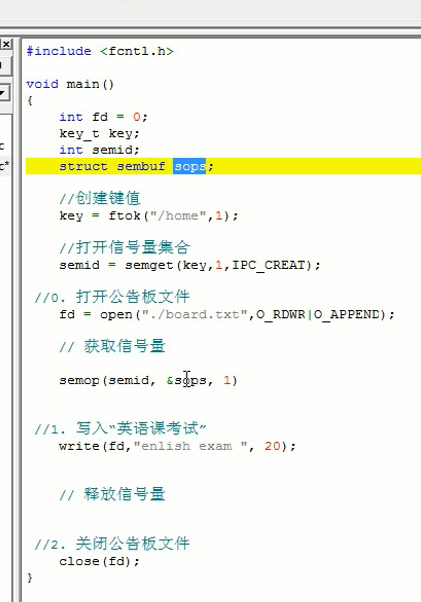 #include <fcntl.h>
void main()
{
int fd = 0;
key_t key;
int semid;
struct sembuf sops;
//创建键值
key = ftok("/home",1);
//打开信号量集合
semid = semget(key,1,IPC_CREAT);
//0. 打开公告板文件
fd = open("./board.txt",O_RDWR|O_APPEND);
// 获取信号量
semop(semid, &sops, 1)
//1. 写入“英语课考试”
write(fd,"enlish exam ", 20);
// 释放信号量
//2. 关闭公告板文件
close(fd);
}